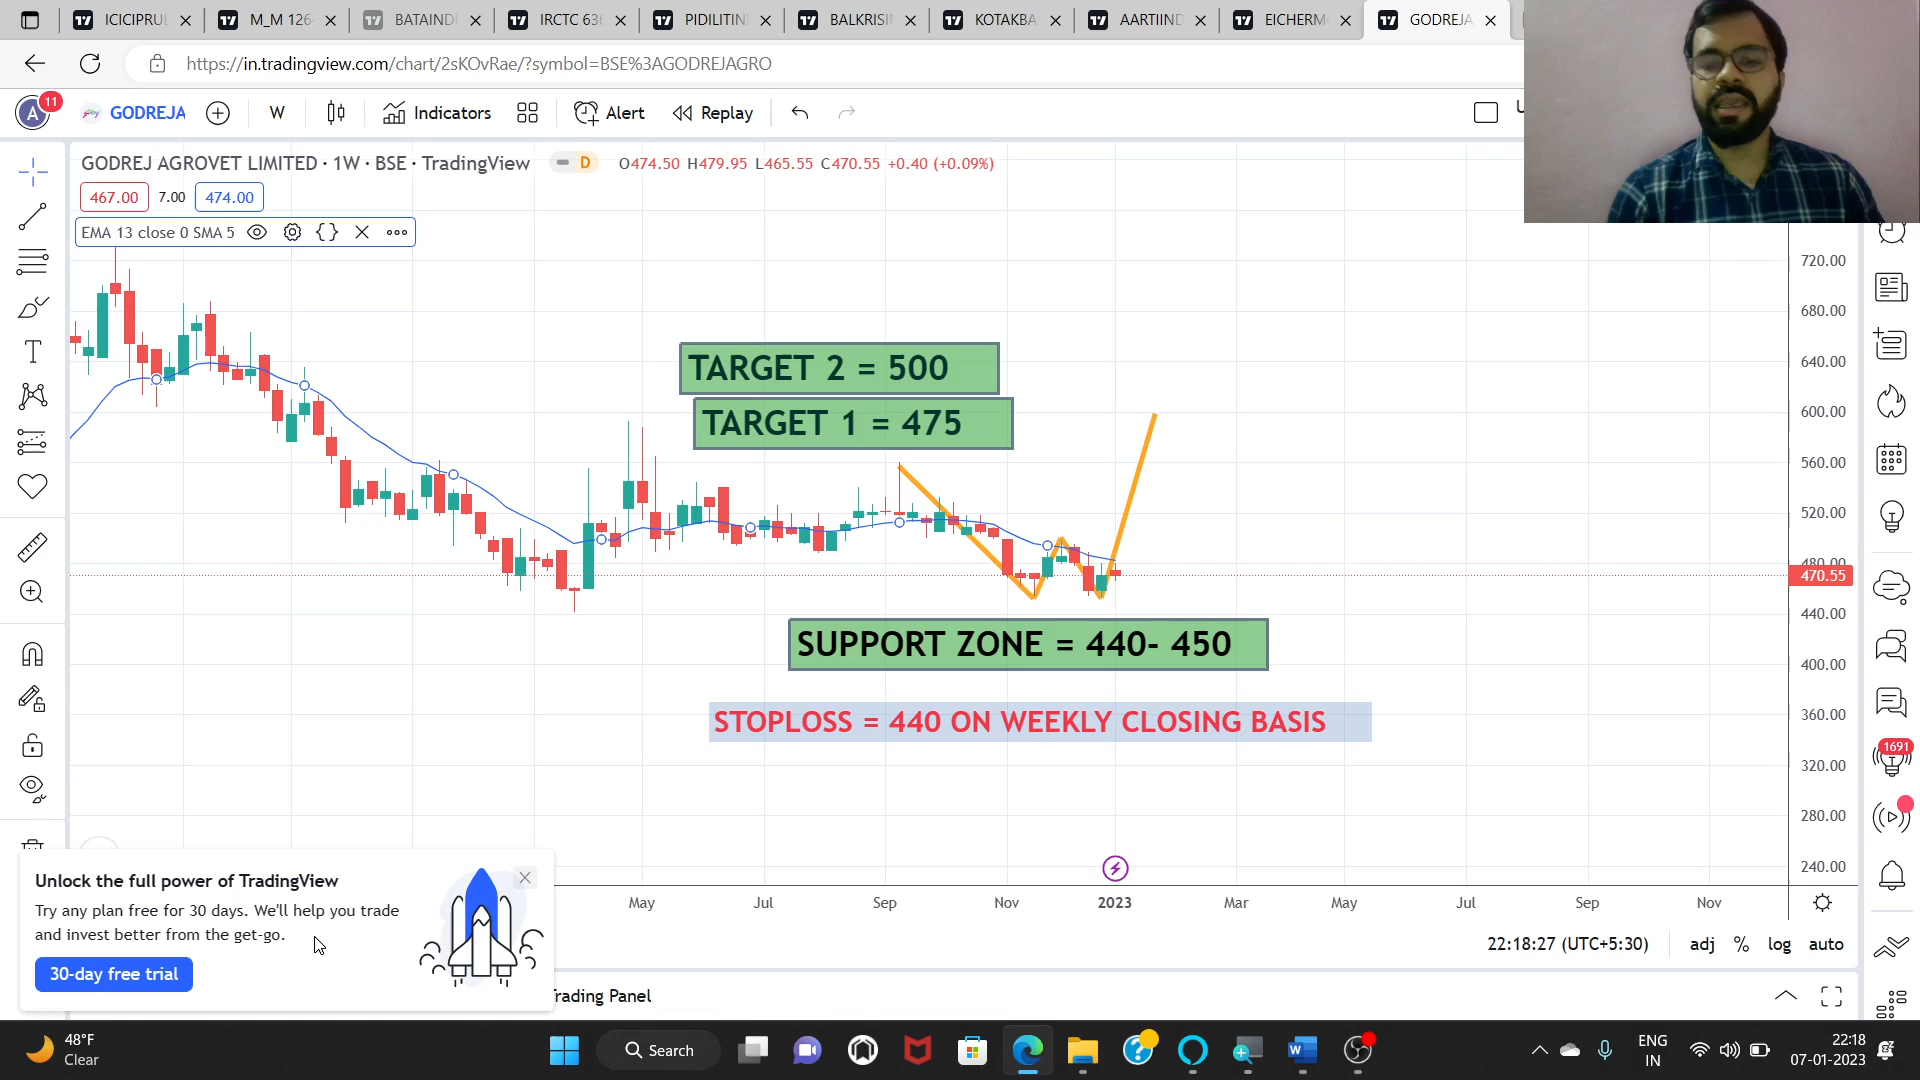 ICICIPRUL
M_M 126
BATAINDI
IRCTC 636
PIDILITIN
BALKRISI
KOTAKBA
AARTIIND
EICHERM
GODREJA
https://in.tradingview.com/chart/2sKOvRae/?symbol=BSE%3AGODREJAGRO
A 11
GODREJA
W
Indicators
Alert
Replay
GODREJ AGROVET LIMITED · 1W · BSE · TradingView
D
O474.50 H479.95 L465.55 C470.55 +0.40 (+0.09%)
467.00 7.00 474.00
EMA 13 close 0 SMA 5
720.00
680.00
640.00
600.00
560.00
520.00
480.00
470.55
440.00
400.00
360.00
320.00
280.00
240.00
TARGET 2 = 500
TARGET 1 = 475
SUPPORT ZONE = 440- 450
STOPLOSS = 440 ON WEEKLY CLOSING BASIS
1691
May
Jul
Sep
Nov
2023
Mar
May
Jul
Sep
Nov
Unlock the full power of TradingView
Try any plan free for 30 days. We'll help you trade
and invest better from the get-go.
30-day free trial
22:18:27 (UTC+5:30)
adj % log auto
Trading Panel
48°F
Clear
Search
ENG
IN
22:18
07-01-2023